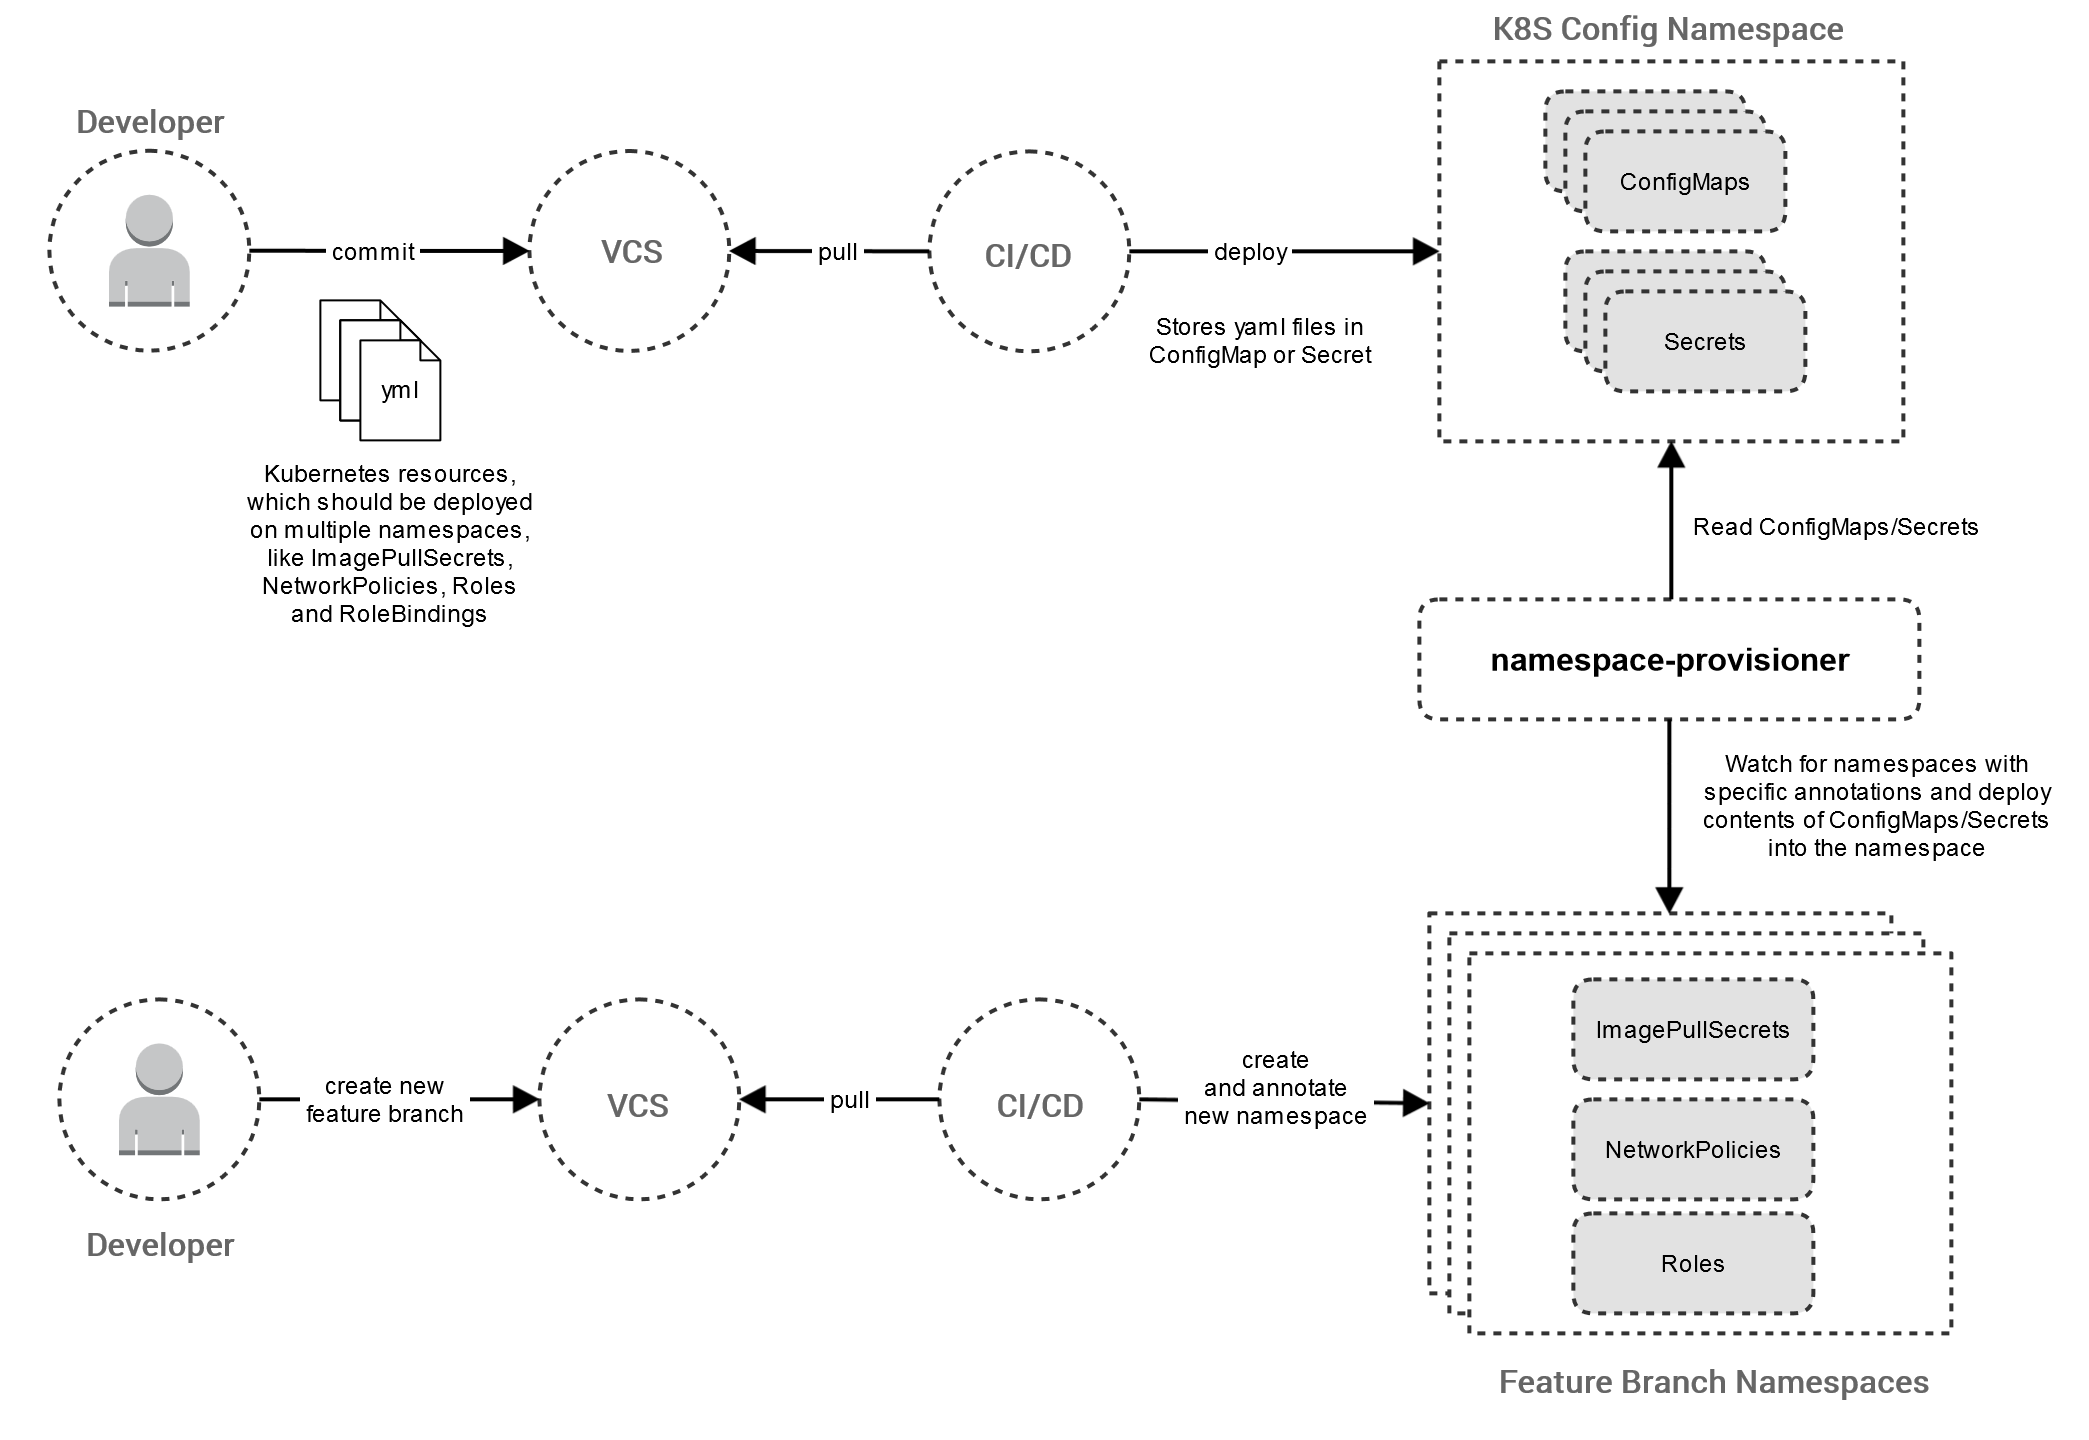 K8S Config Namespace
Developer
ConfigMaps
commit
VCS
pull
CI/CD
deploy
Stores yaml files in
ConfigMap or Secret
Secrets
yml
Kubernetes resources,
which should be deployed
on multiple namespaces,
like ImagePullSecrets,
NetworkPolicies, Roles
and RoleBindings
Read ConfigMaps/Secrets
namespace-provisioner
Watch for namespaces with
specific annotations and deploy
contents of ConfigMaps/Secrets
into the namespace
create new
feature branch
VCS
pull
CI/CD
create
and annotate
new namespace
ImagePullSecrets
NetworkPolicies
Roles
Developer
Feature Branch Namespaces